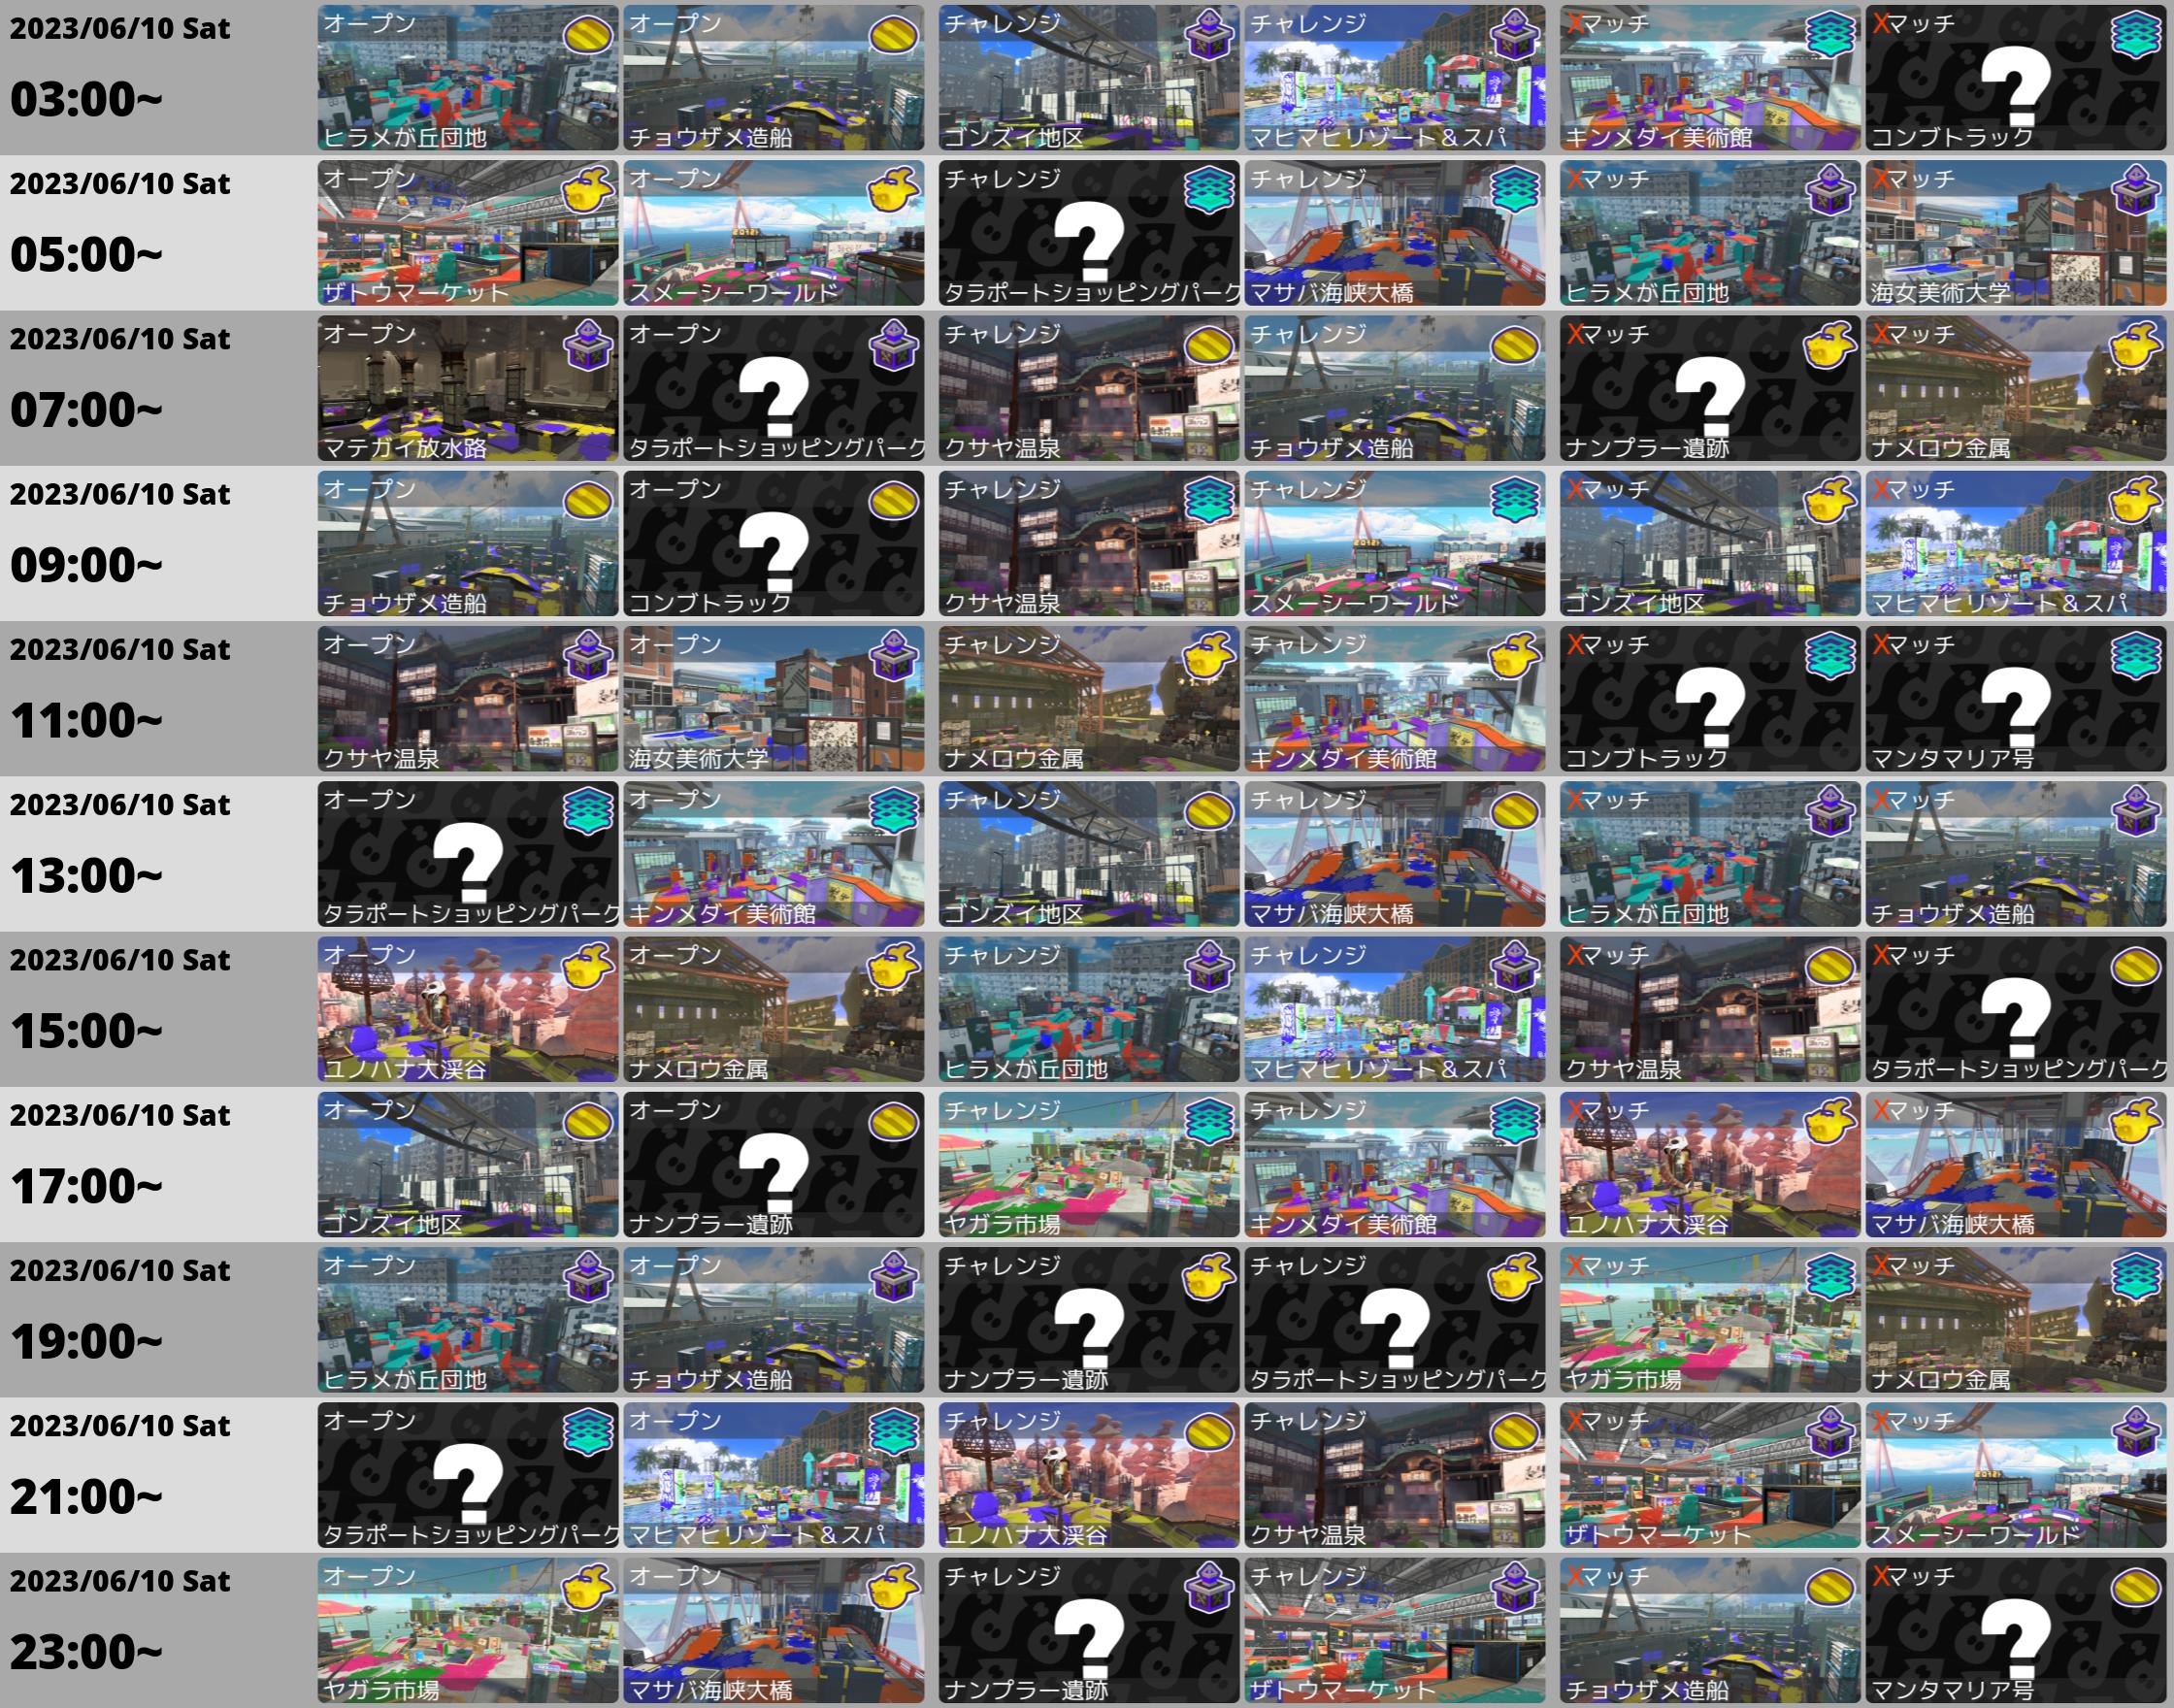 2023/06/10 Sat
03:00~
オープン
ヒラメが丘団地
オープン
チョウザメ造船
チャレンジ
ゴンズイ地区
チャレンジ
マヒマヒリゾート＆スパ
Xマッチ
キンメダイ美術館
Xマッチ
?
コンブトラック
2023/06/10 Sat
05:00~
オープン
ザトウマーケット
オープン
スメーシーワールド
チャレンジ
?
タラポートショッピングパーク
チャレンジ
マサバ海峡大橋
Xマッチ
ヒラメが丘団地
Xマッチ
海女美術大学
2023/06/10 Sat
07:00~
オープン
マテガイ放水路
オープン
?
タラポートショッピングパーク
チャレンジ
クサヤ温泉
チャレンジ
チョウザメ造船
Xマッチ
?
ナンプラー遺跡
Xマッチ
ナメロウ金属
2023/06/10 Sat
09:00~
オープン
チョウザメ造船
オープン
?
コンブトラック
チャレンジ
クサヤ温泉
チャレンジ
スメーシーワールド
Xマッチ
ゴンズイ地区
Xマッチ
マヒマヒリゾート＆スパ
2023/06/10 Sat
11:00~
オープン
クサヤ温泉
オープン
海女美術大学
チャレンジ
ナメロウ金属
チャレンジ
キンメダイ美術館
Xマッチ
?
コンブトラック
Xマッチ
?
マンタマリア号
2023/06/10 Sat
13:00~
オープン
?
タラポートショッピングパーク
オープン
キンメダイ美術館
チャレンジ
ゴンズイ地区
チャレンジ
マサバ海峡大橋
Xマッチ
ヒラメが丘団地
Xマッチ
チョウザメ造船
2023/06/10 Sat
15:00~
オープン
ユノハナ大渓谷
オープン
ナメロウ金属
チャレンジ
ヒラメが丘団地
チャレンジ
マヒマヒリゾート＆スパ
Xマッチ
クサヤ温泉
Xマッチ
?
タラポートショッピングパーク
2023/06/10 Sat
17:00~
オープン
ゴンズイ地区
オープン
?
ナンプラー遺跡
チャレンジ
ヤガラ市場
チャレンジ
キンメダイ美術館
Xマッチ
ユノハナ大渓谷
Xマッチ
マサバ海峡大橋
2023/06/10 Sat
19:00~
オープン
ヒラメが丘団地
オープン
チョウザメ造船
チャレンジ
?
ナンプラー遺跡
チャレンジ
?
タラポートショッピングパーク
Xマッチ
ヤガラ市場
Xマッチ
ナメロウ金属
2023/06/10 Sat
21:00~
オープン
?
タラポートショッピングパーク
オープン
マヒマヒリゾート＆スパ
チャレンジ
ユノハナ大渓谷
チャレンジ
クサヤ温泉
Xマッチ
ザトウマーケット
Xマッチ
スメーシーワールド
2023/06/10 Sat
23:00~
オープン
ヤガラ市場
オープン
マサバ海峡大橋
チャレンジ
?
ナンプラー遺跡
チャレンジ
ザトウマーケット
Xマッチ
チョウザメ造船
Xマッチ
?
マンタマリア号